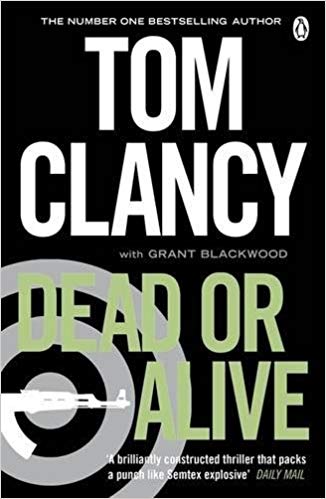 THE NUMBER ONE BESTSELLING AUTHOR
TOM
CLANCY
with GRANT BLACKWOOD
DEAD OR
ALIVE
'A brilliantly constructed thriller that packs
a punch like Semtex explosive' DAILY MAIL